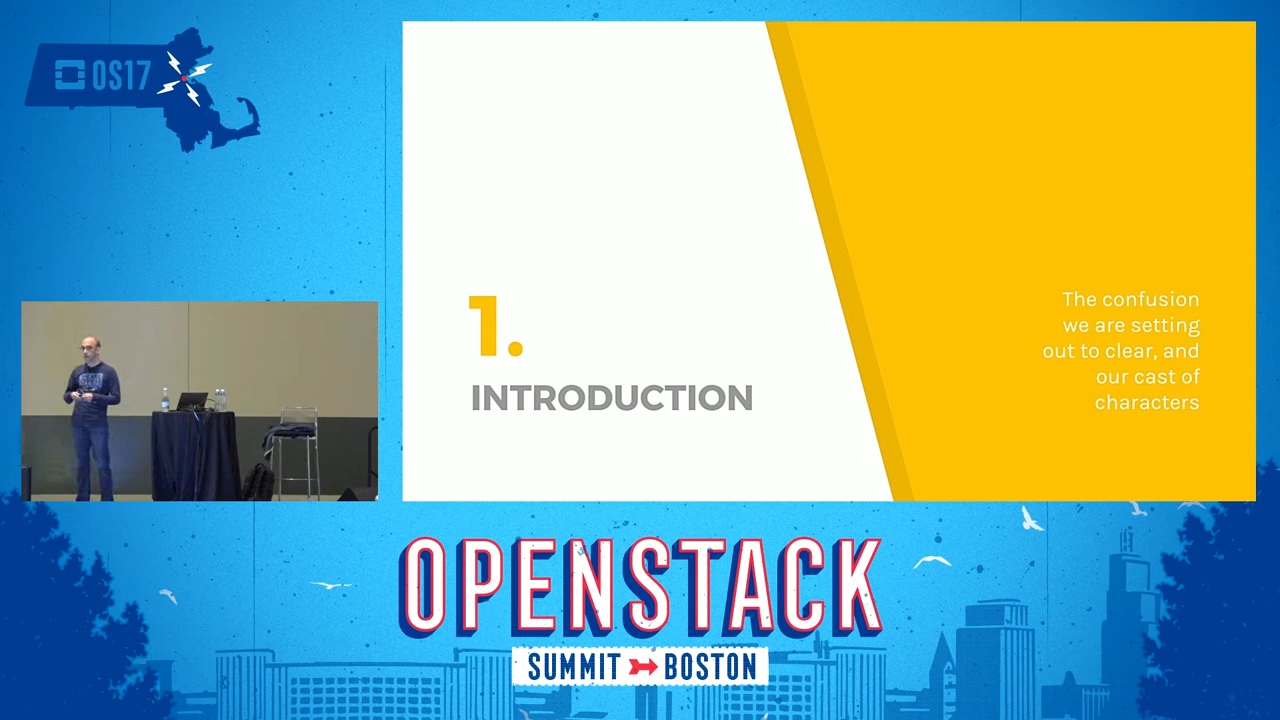 OS17
1.
INTRODUCTION
The confusion
we are setting
out to clear, and
our cast of
characters
OPENSTACK
SUMMIT BOSTON